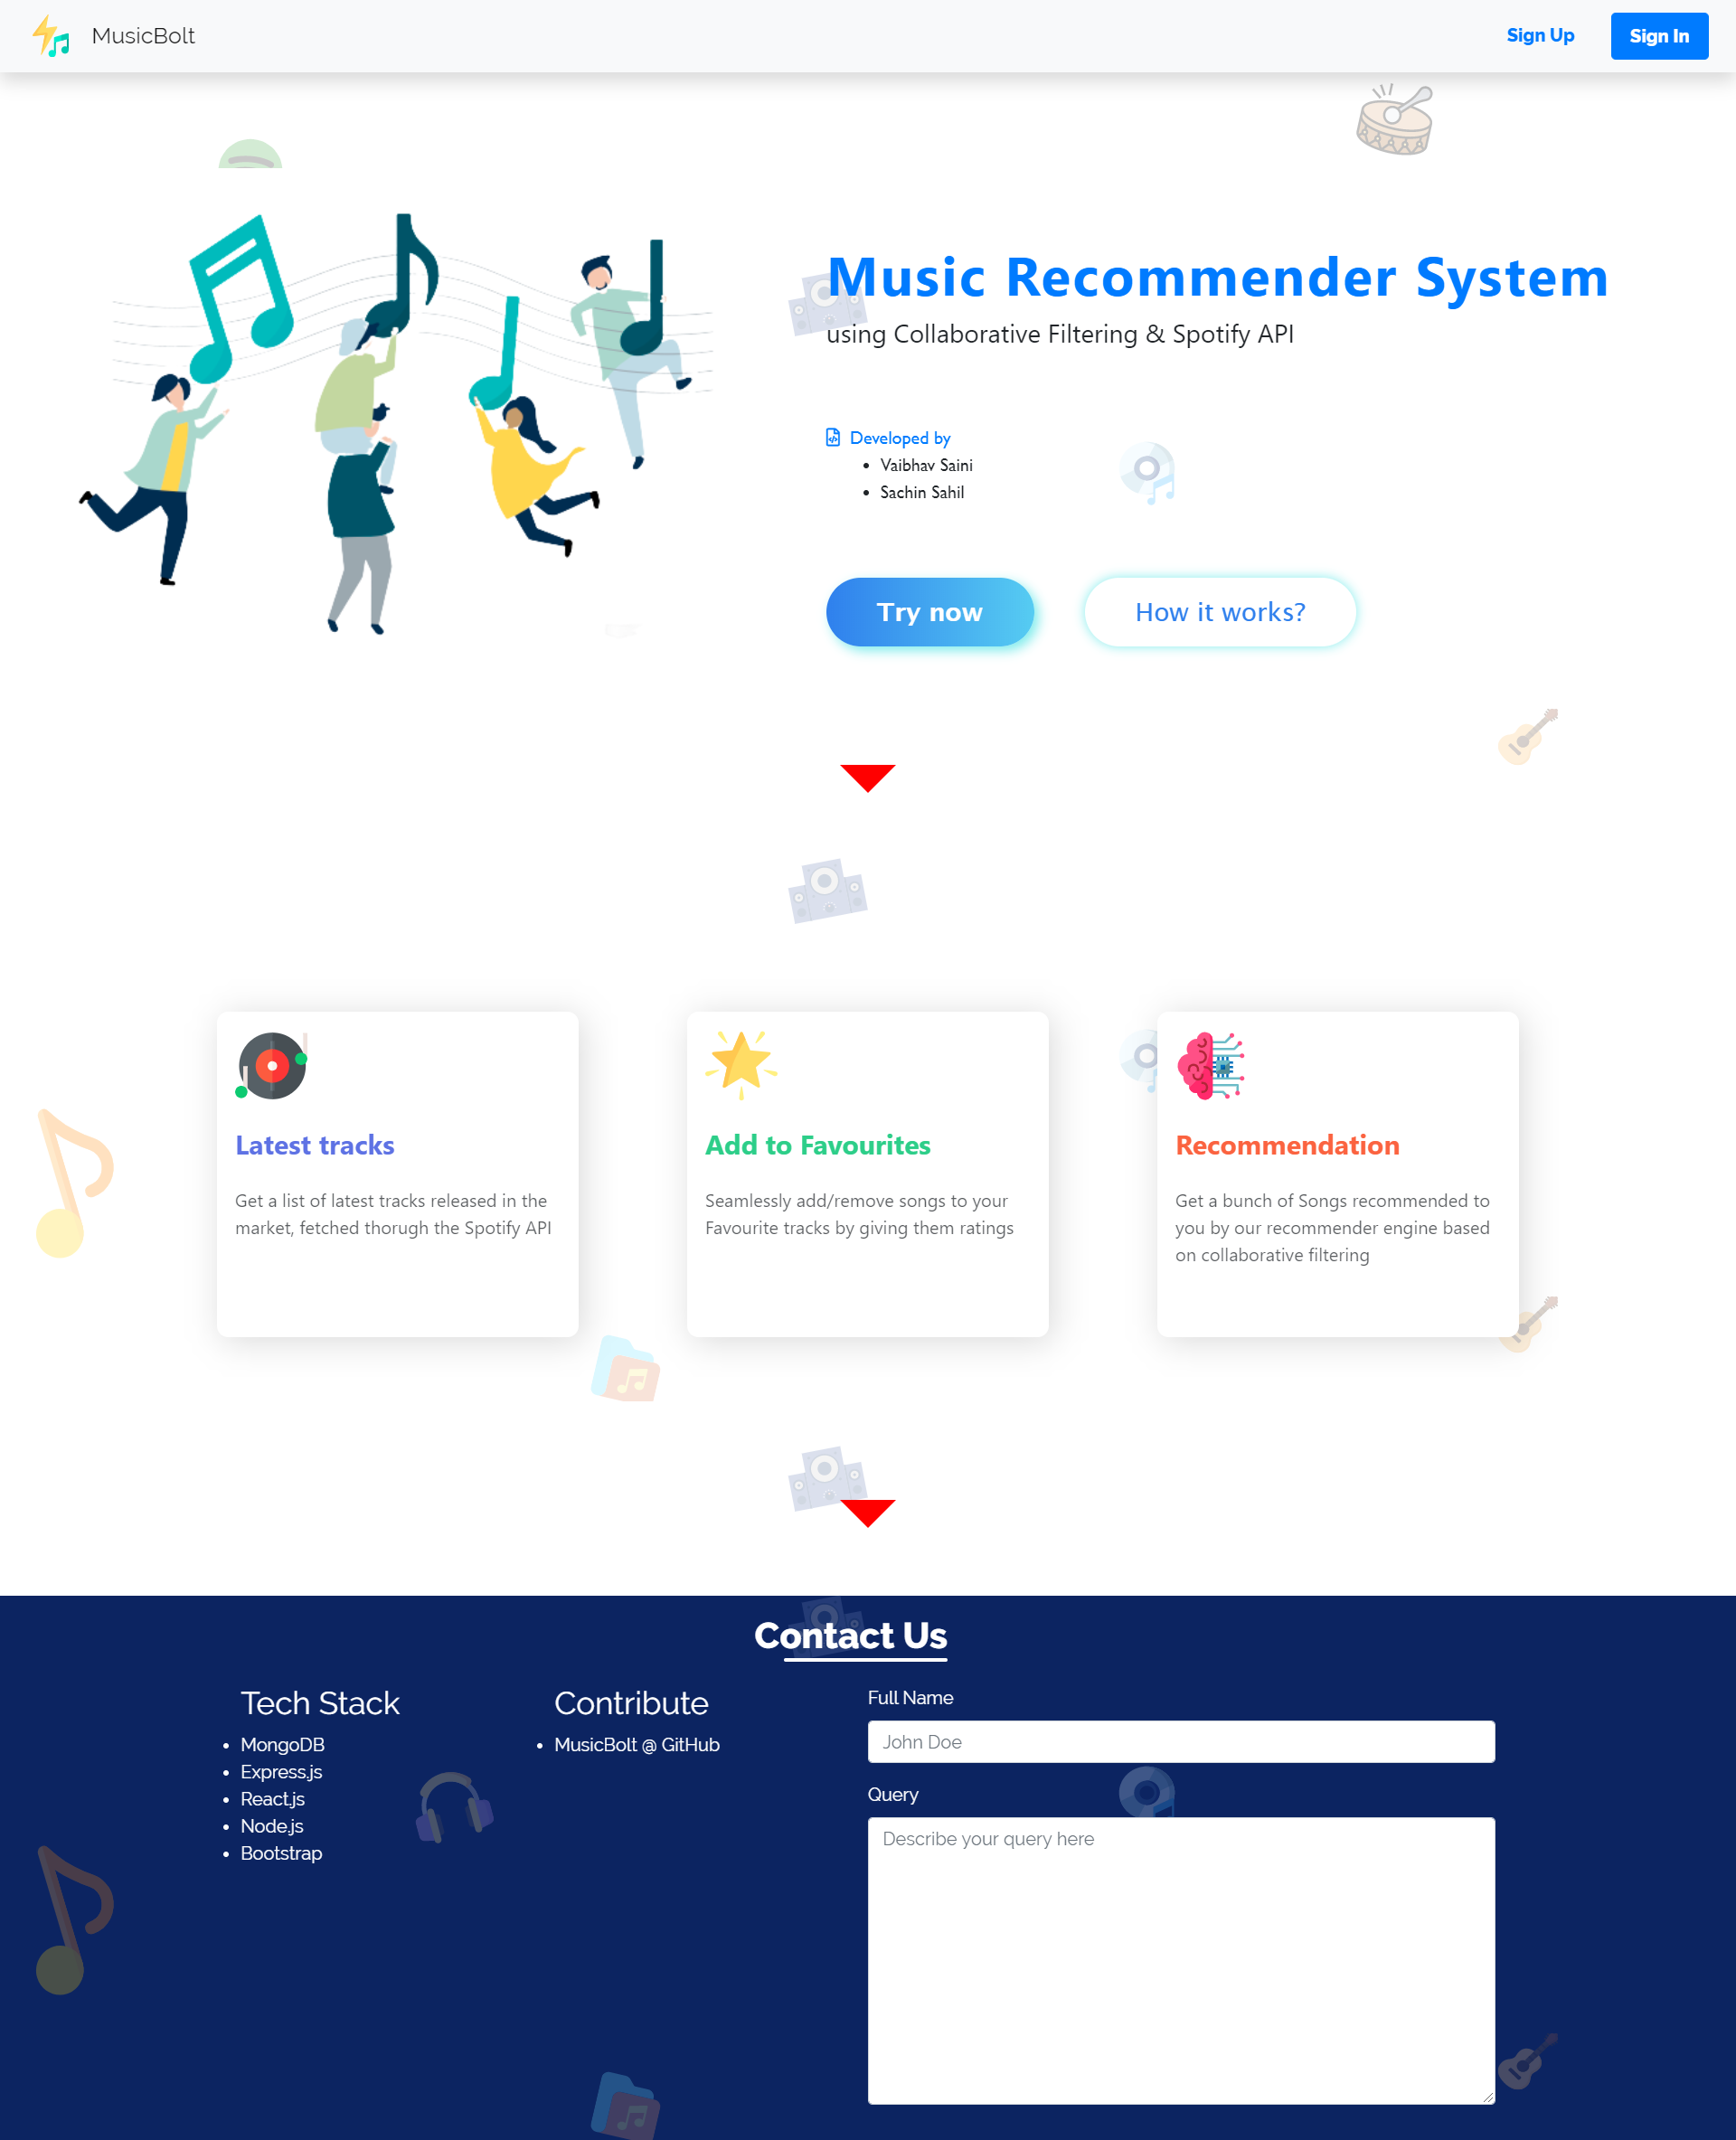 MusicBolt
Sign Up
Sign In
Music Recommender System
using Collaborative Filtering & Spotify API
Developed by
Vaibhav Saini
Sachin Sahil
Try now
How it works?
Latest tracks
Get a list of latest tracks released in the
market, fetched thorugh the Spotify API
Add to Favourites
Seamlessly add/remove songs to your
Favourite tracks by giving them ratings
Recommendation
Get a bunch of Songs recommended to
you by our recommender engine based
on collaborative filtering
Contact Us
Tech Stack
MongoDB
Express.js
React.js
Node.js
Bootstrap
Contribute
MusicBolt @ GitHub
Full Name
John Doe
Query
Describe your query here